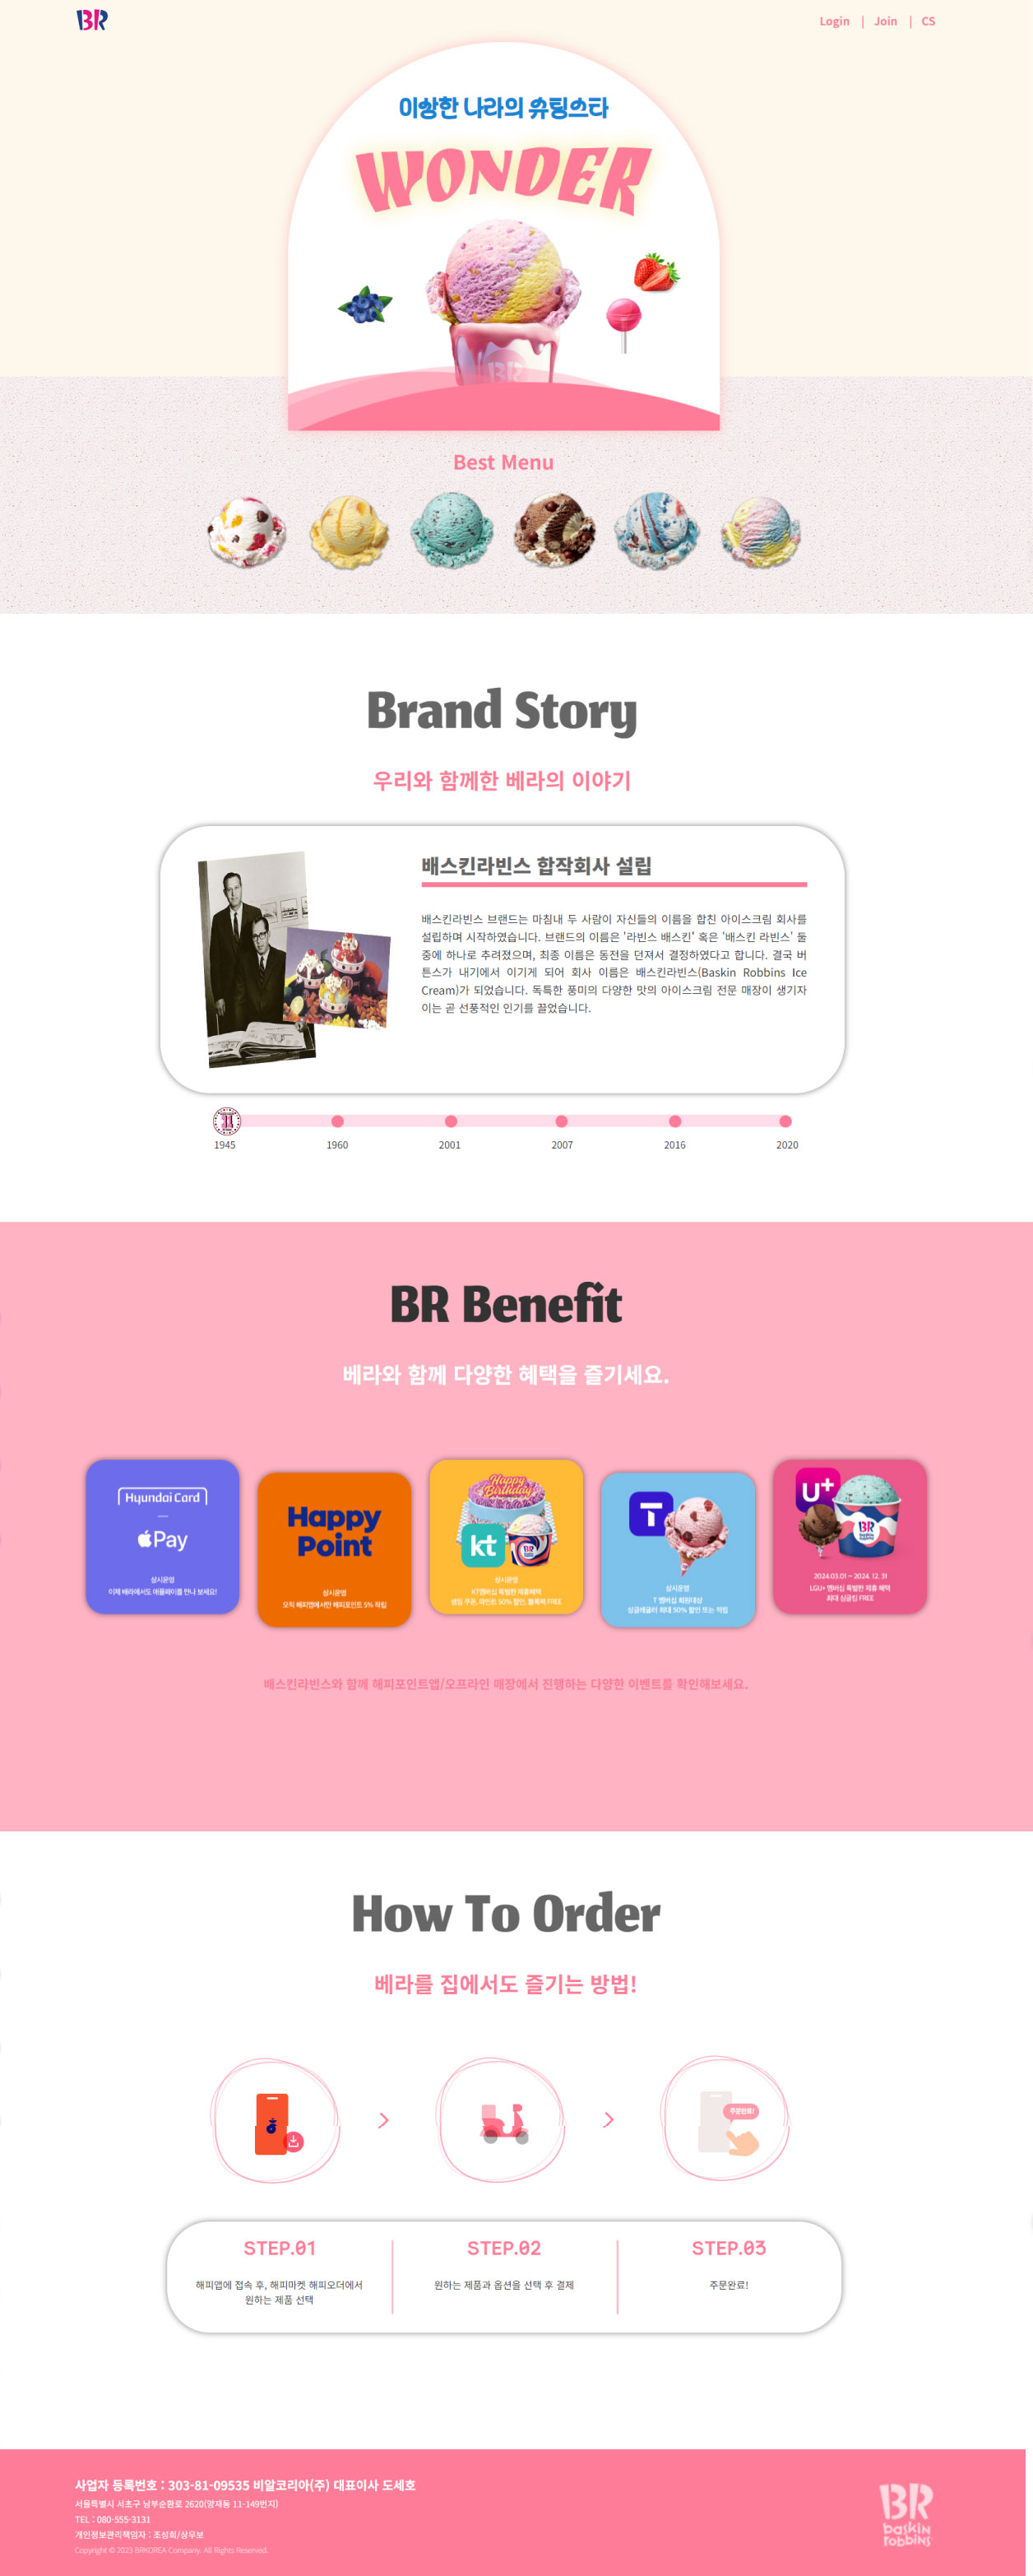 BR
Login | Join | CS
이상한 나라의 슈팅스타
WONDER
BR
Best Menu
Brand Story
우리와 함께한 베라의 이야기
배스킨라빈스 합작회사 설립
배스킨라빈스 브랜드는 마침내 두 사람이 자신들의 이름을 합친 아이스크림 회사를
설립하며 시작하였습니다. 브랜드의 이름은 '라빈스 배스킨' 혹은 '배스킨 라빈스' 둘
중에 하나로 추려졌으며, 최종 이름은 동전을 던져서 결정하였다고 합니다. 결국 버
튼스가 내기에서 이기게 되어 회사 이름은 배스킨라빈스(Baskin Robbins Ice
Cream)가 되었습니다. 독특한 풍미의 다양한 맛의 아이스크림 전문 매장이 생기자
이는 곧 선풍적인 인기를 끌었습니다.
1945 1960 2001 2007 2016 2020
BR Benefit
베라와 함께 다양한 혜택을 즐기세요.
Hyundai Card
Pay
상시운영
이제 베라에서도 애플페이를 만나 보세요!
Happy
Point
상시운영
오직 해피앱에서만 해피포인트 5% 적립
Happy
Birthday
kt
BR
상시운영
KT멤버십 특별한 제휴혜택
생일 쿠폰, 파인트 50% 할인, 블록팩 FREE
T
상시운영
T 멤버십 회원대상
싱글레귤러 최대 50% 할인 또는 적립
U+
BR
baskin
robbins
2024.03.01 ~ 2024. 12. 31
LGU+ 멤버십 특별한 제휴 혜택
최대 싱글킹 FREE
배스킨라빈스와 함께 해피포인트앱/오프라인 매장에서 진행하는 다양한 이벤트를 확인해보세요.
How To Order
베라를 집에서도 즐기는 방법!
주문완료!
STEP.01
해피앱에 접속 후, 해피마켓 해피오더에서
원하는 제품 선택
STEP.02
원하는 제품과 옵션을 선택 후 결제
STEP.03
주문완료!
사업자 등록번호 : 303-81-09535 비알코리아(주) 대표이사 도세호
서울특별시 서초구 남부순환로 2620(양재동 11-149번지)
TEL : 080-555-3131
개인정보관리책임자 : 조성희/상무보
Copyright © 2023 BRKOREA Company. All Rights Reserved.
BR
baskin
robbins